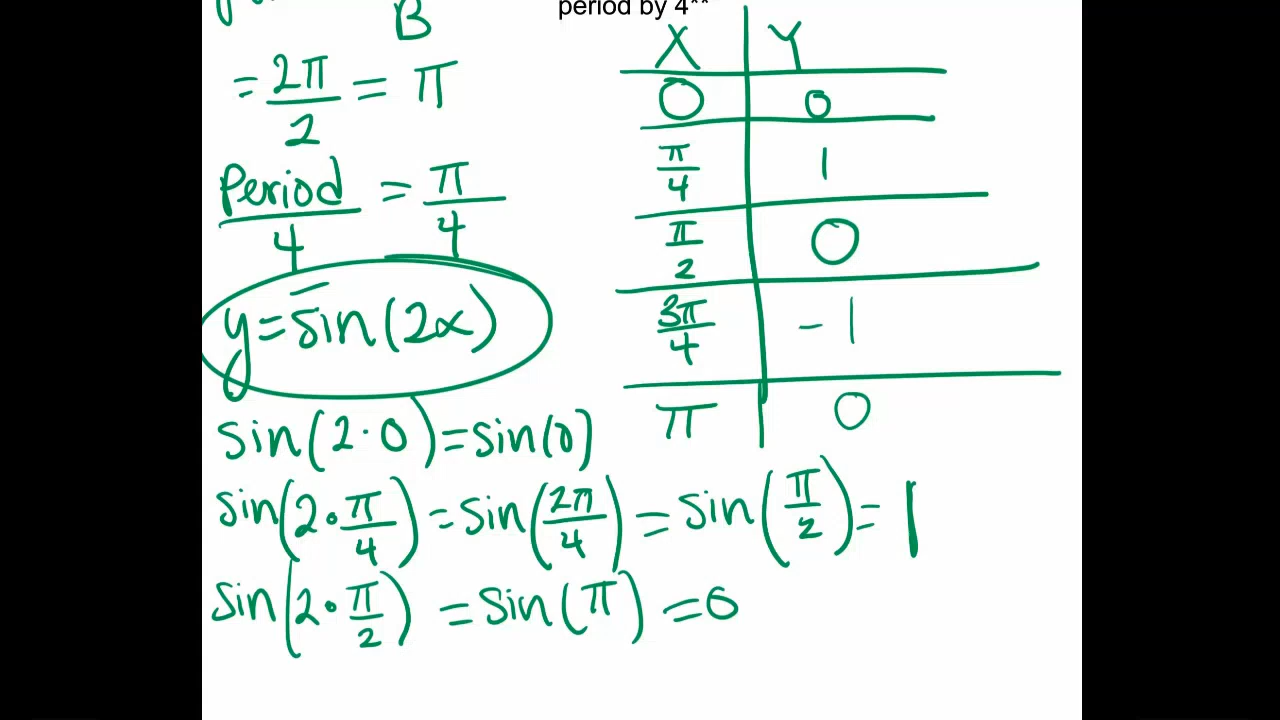 period by 4**
B
= 2π/2 = π
Period/4 = π/4
y = sin(2x)
sin(2·0) = sin(0)
sin(2·π/4) = sin(2π/4) = sin(π/2) = 1
sin(2·π/2) = sin(π) = 0
X Y
0 0
π/4 1
π/2 0
3π/4 -1
π 0